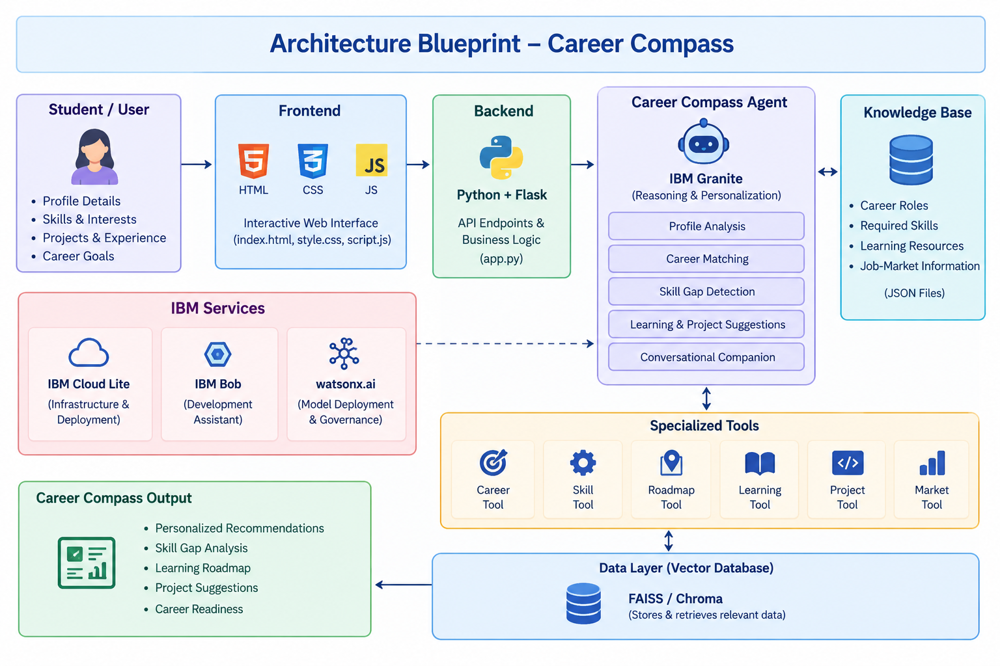 Architecture Blueprint – Career Compass
Student / User
• Profile Details
• Skills & Interests
• Projects & Experience
• Career Goals
Frontend
5
3
JS
HTML
CSS
JS
Interactive Web Interface
(index.html, style.css, script.js)
Backend
Python + Flask
API Endpoints &
Business Logic
(app.py)
Career Compass Agent
IBM Granite
(Reasoning & Personalization)
Profile Analysis
Career Matching
Skill Gap Detection
Learning & Project Suggestions
Conversational Companion
Knowledge Base
• Career Roles
• Required Skills
• Learning Resources
• Job-Market Information
(JSON Files)
IBM Services
IBM Cloud Lite
(Infrastructure &
Deployment)
IBM Bob
(Development
Assistant)
watsonx.ai
(Model Deployment
& Governance)
Specialized Tools
Career
Tool
Skill
Tool
Roadmap
Tool
Learning
Tool
</>
Project
Tool
Market
Tool
Career Compass Output
• Personalized Recommendations
• Skill Gap Analysis
• Learning Roadmap
• Project Suggestions
• Career Readiness
Data Layer (Vector Database)
FAISS / Chroma
(Stores & retrieves relevant data)